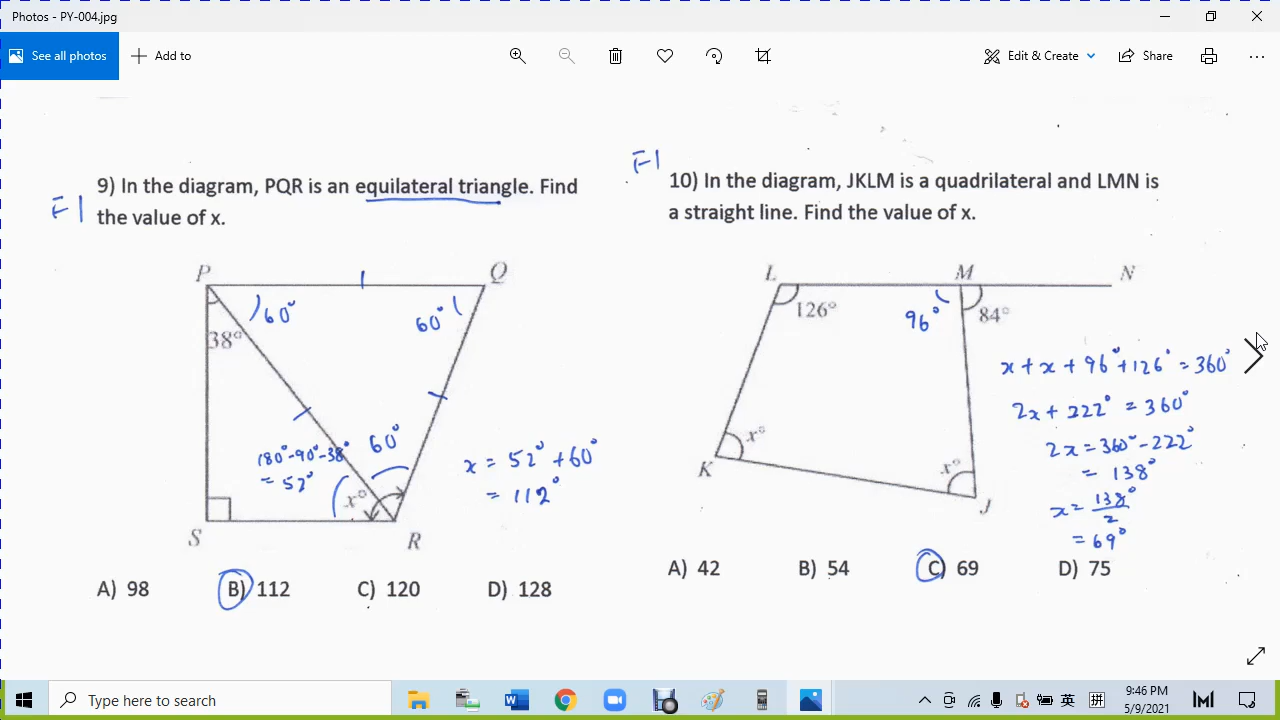 Photos - PY-004.jpg
See all photos
Add to
Edit & Create
Share
F1
9) In the diagram, PQR is an equilateral triangle. Find
the value of x.
P
Q
60°
60°
38°
60°
180°-90°-38°
= 52°
x°
S
R
x = 52° + 60°
= 112°
A) 98
B) 112
C) 120
D) 128
F1
10) In the diagram, JKLM is a quadrilateral and LMN is
a straight line. Find the value of x.
L
M
N
126°
96°
84°
x°
x°
K
J
x + x + 96° + 126° = 360°
2x + 222° = 360°
2x = 360° - 222°
= 138°
x = 138°/2
= 69°
A) 42
B) 54
C) 69
D) 75
Type here to search
英
拼
9:46 PM
5/9/2021